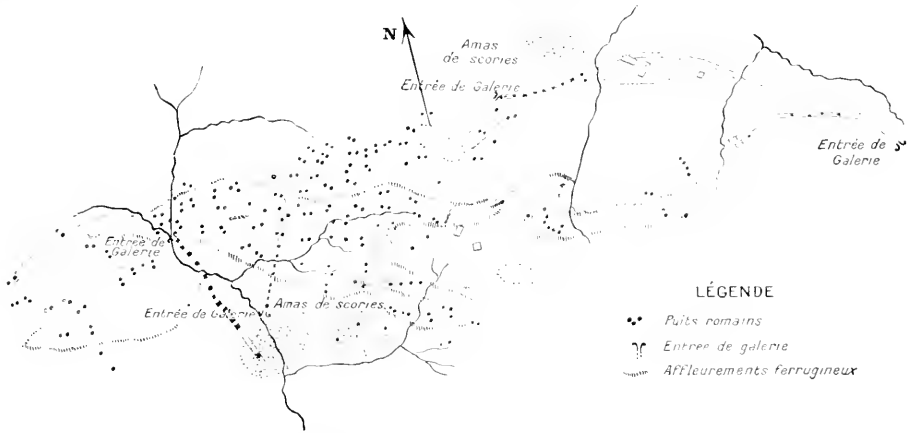 N
Amas
de scories
Entrée de Galerie
Entrée de
Galerie
Entrée de
Galerie
Entrée de Galerie
Amas de scories
LÉGENDE
Puits romains
Entrée de galerie
Affleurements ferrugineux